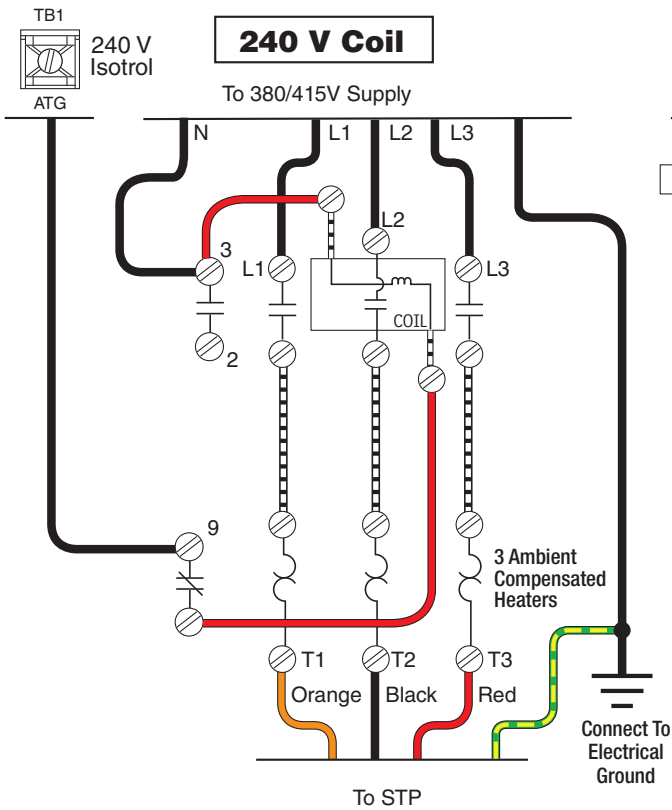 TB1
240 V
Isotrol
ATG
240 V Coil
To 380/415V Supply
N
L1
L2
L3
3
L2
L1
L3
2
COIL
9
3 Ambient
Compensated
Heaters
T1
T2
T3
Orange
Black
Red
Connect To
Electrical
Ground
To STP